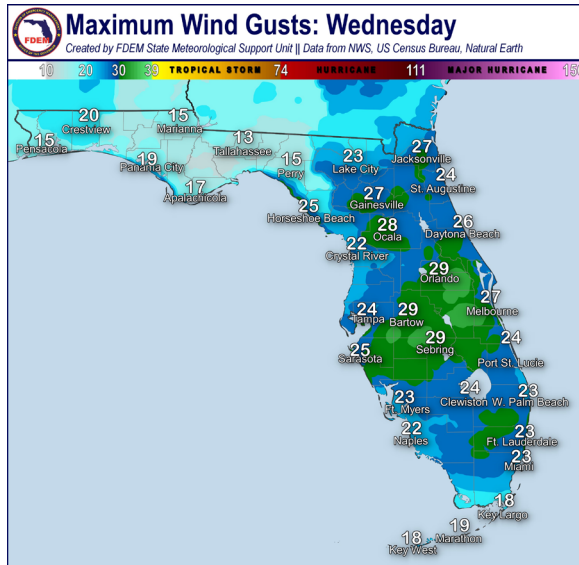 Maximum Wind Gusts: Wednesday
Created by FDEM State Meteorological Support Unit || Data from NWS, US Census Bureau, Natural Earth
FDEM
10 20 30 39 TROPICAL STORM 74 HURRICANE 111 MAJOR HURRICANE 150
20
Crestview
15
Marianna
15
Pensacola
19
Panama City
13
Tallahassee
15
Perry
23
Lake City
27
Jacksonville
17
Apalachicola
24
St. Augustine
27
Gainesville
25
Horseshoe Beach
28
Ocala
26
Daytona Beach
22
Crystal River
29
Orlando
27
Melbourne
24
Tampa
29
Bartow
29
Sebring
24
Port St. Lucie
25
Sarasota
23
Ft. Myers
24
Clewiston
23
W. Palm Beach
22
Naples
23
Ft. Lauderdale
23
Miami
18
Key Largo
19
Marathon
18
Key West